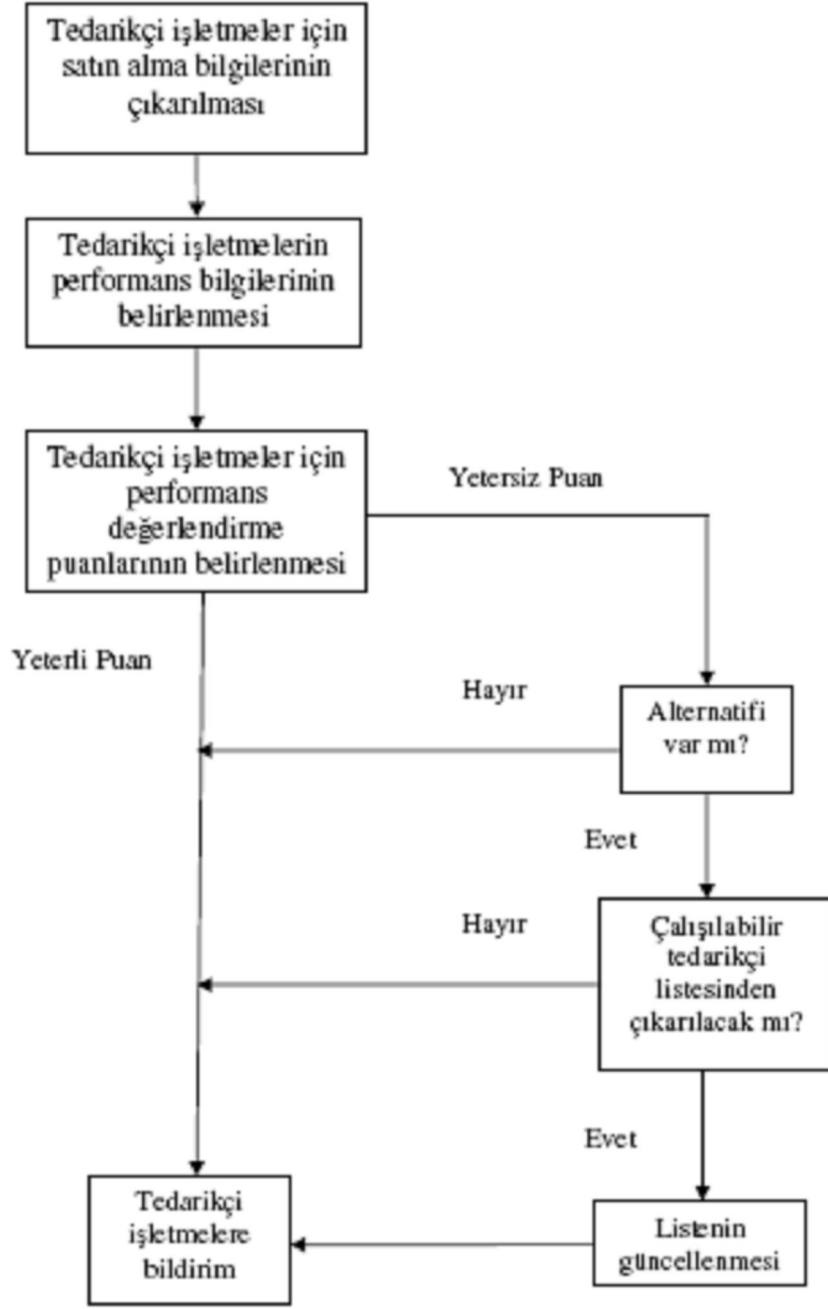 Tedarikçi işletmeler için
satın alma bilgilerinin
çıkarılması
Tedarikçi işletmelerin
performans bilgilerinin
belirlenmesi
Tedarikçi işletmeler için
performans
değerlendirme
puanlarının belirlenmesi
Yetersiz Puan
Yeterli Puan
Hayır
Alternatifi
var mı?
Evet
Hayır
Çalışılabilir
tedarikçi
listesinden
çıkarılacak mı?
Evet
Tedarikçi
işletmelere
bildirim
Listenin
güncellenmesi